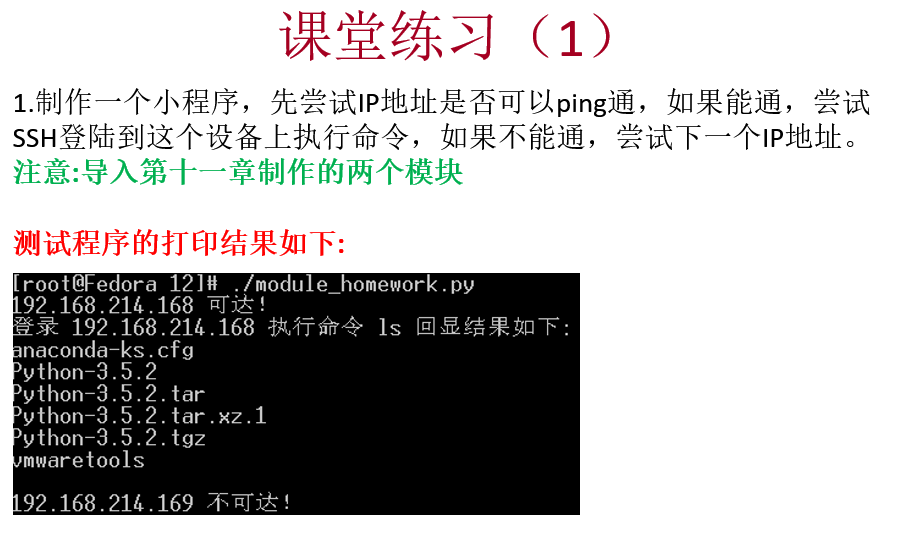 课堂练习（1）
1.制作一个小程序，先尝试IP地址是否可以ping通，如果能通，尝试
SSH登陆到这个设备上执行命令，如果不能通，尝试下一个IP地址。
注意:导入第十一章制作的两个模块
测试程序的打印结果如下:
[root@Fedora 12]# ./module_homework.py
192.168.214.168 可达!
登录 192.168.214.168 执行命令 ls 回显结果如下:
anaconda-ks.cfg
Python-3.5.2
Python-3.5.2.tar
Python-3.5.2.tar.xz.1
Python-3.5.2.tgz
vmwaretools
192.168.214.169 不可达!